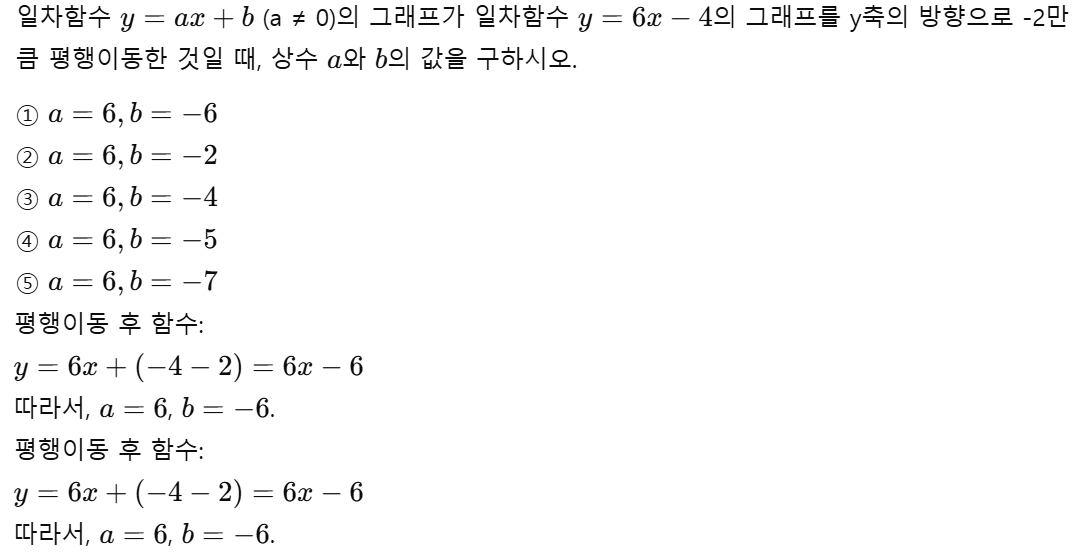 일차함수 y = ax + b (a ≠ 0)의 그래프가 일차함수 y = 6x − 4의 그래프를 y축의 방향으로 -2만
큼 평행이동한 것일 때, 상수 a와 b의 값을 구하시오.
① a = 6, b = −6
② a = 6, b = −2
③ a = 6, b = −4
④ a = 6, b = −5
⑤ a = 6, b = −7
평행이동 후 함수:
y = 6x + (−4 − 2) = 6x − 6
따라서, a = 6, b = −6.
평행이동 후 함수:
y = 6x + (−4 − 2) = 6x − 6
따라서, a = 6, b = −6.